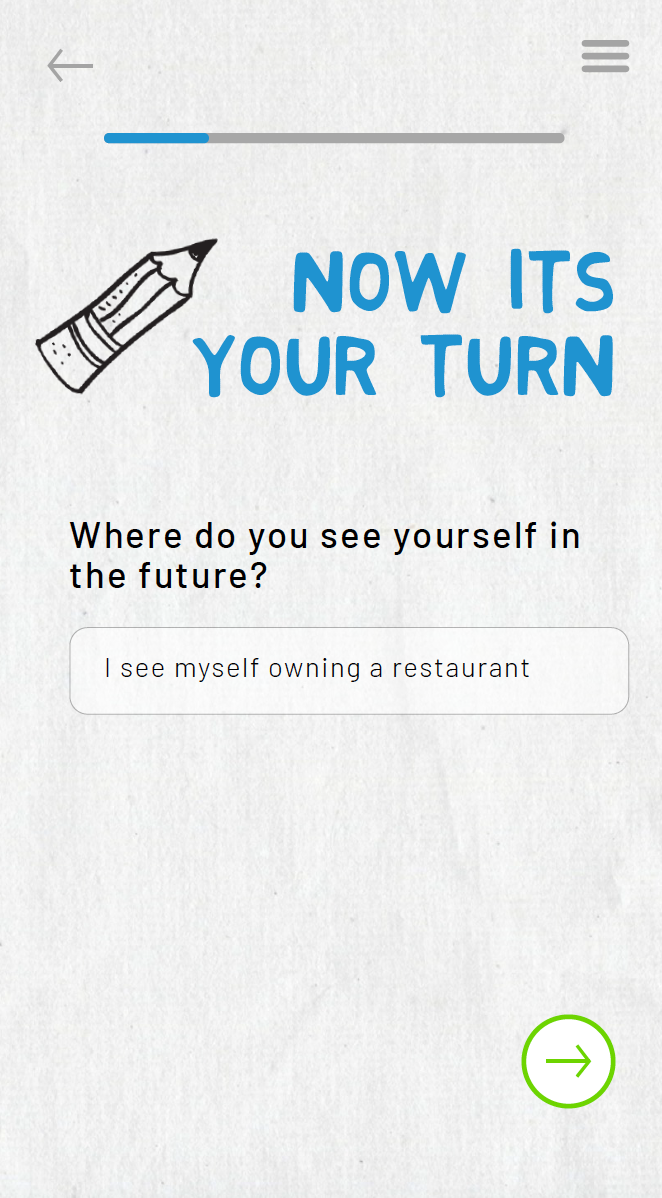 NOW ITS
YOUR TURN
Where do you see yourself in
the future?
I see myself owning a restaurant